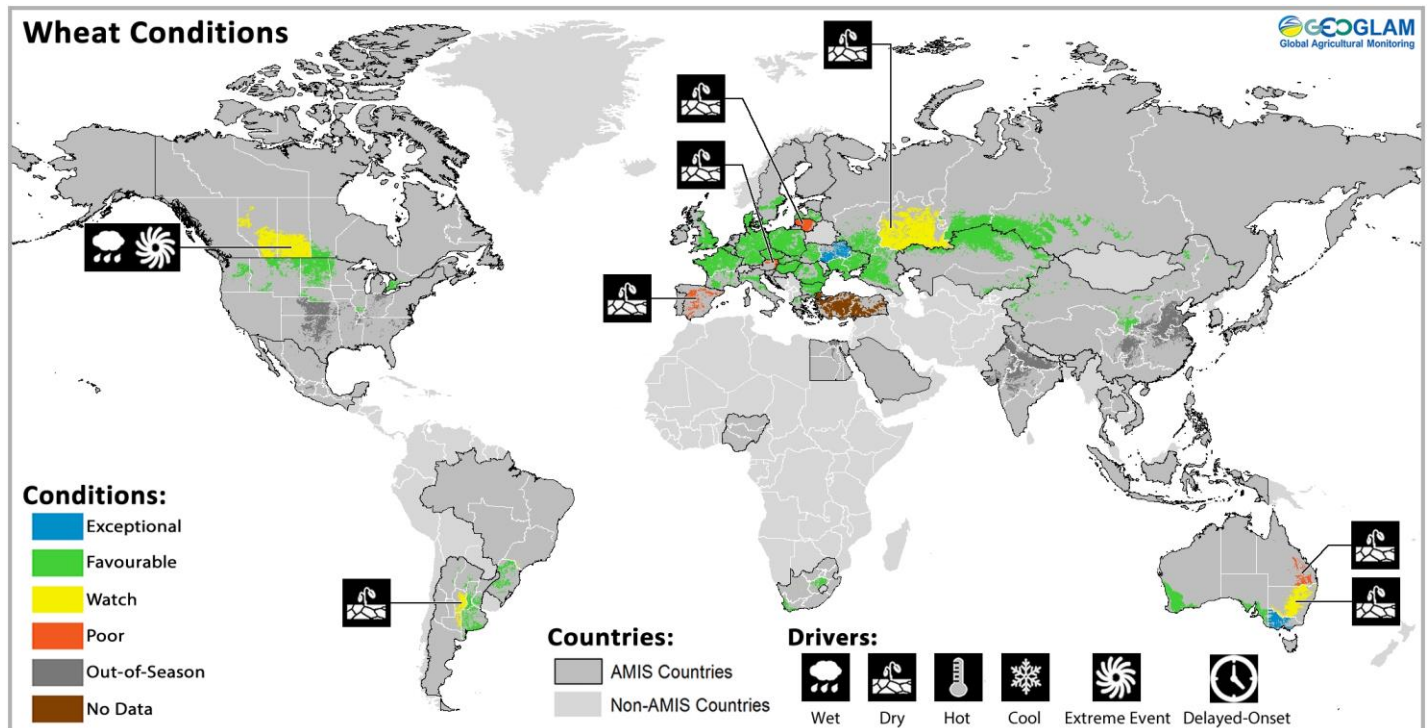 Wheat Conditions
GEOGLAM
Global Agricultural Monitoring
Conditions:
Exceptional
Favourable
Watch
Poor
Out-of-Season
No Data
Countries:
AMIS Countries
Non-AMIS Countries
Drivers:
Wet
Dry
Hot
Cool
Extreme Event
Delayed-Onset